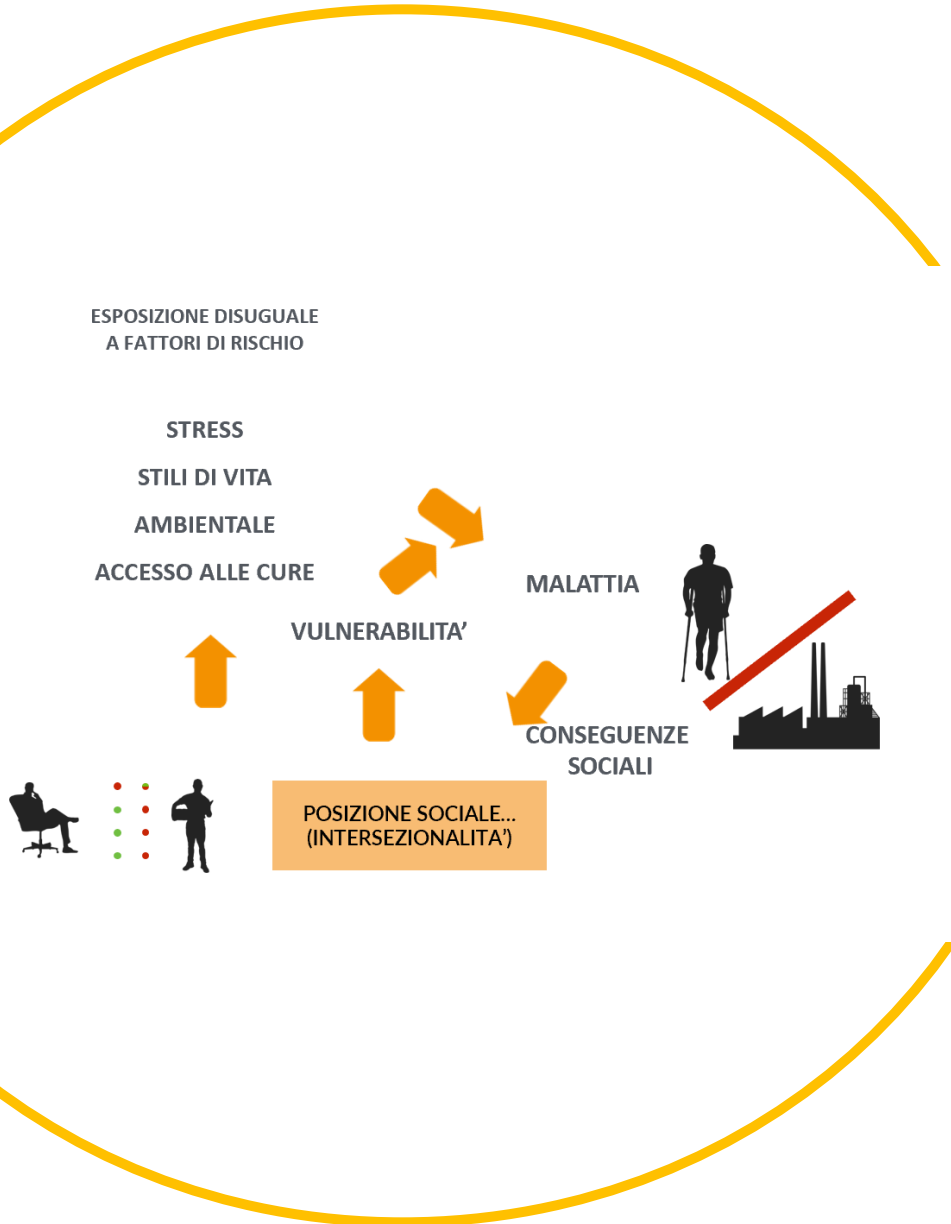 ESPOSIZIONE DISUGUALE
A FATTORI DI RISCHIO
STRESS
STILI DI VITA
AMBIENTALE
ACCESSO ALLE CURE
VULNERABILITA’
MALATTIA
CONSEGUENZE
SOCIALI
POSIZIONE SOCIALE...
(INTERSEZIONALITA’)